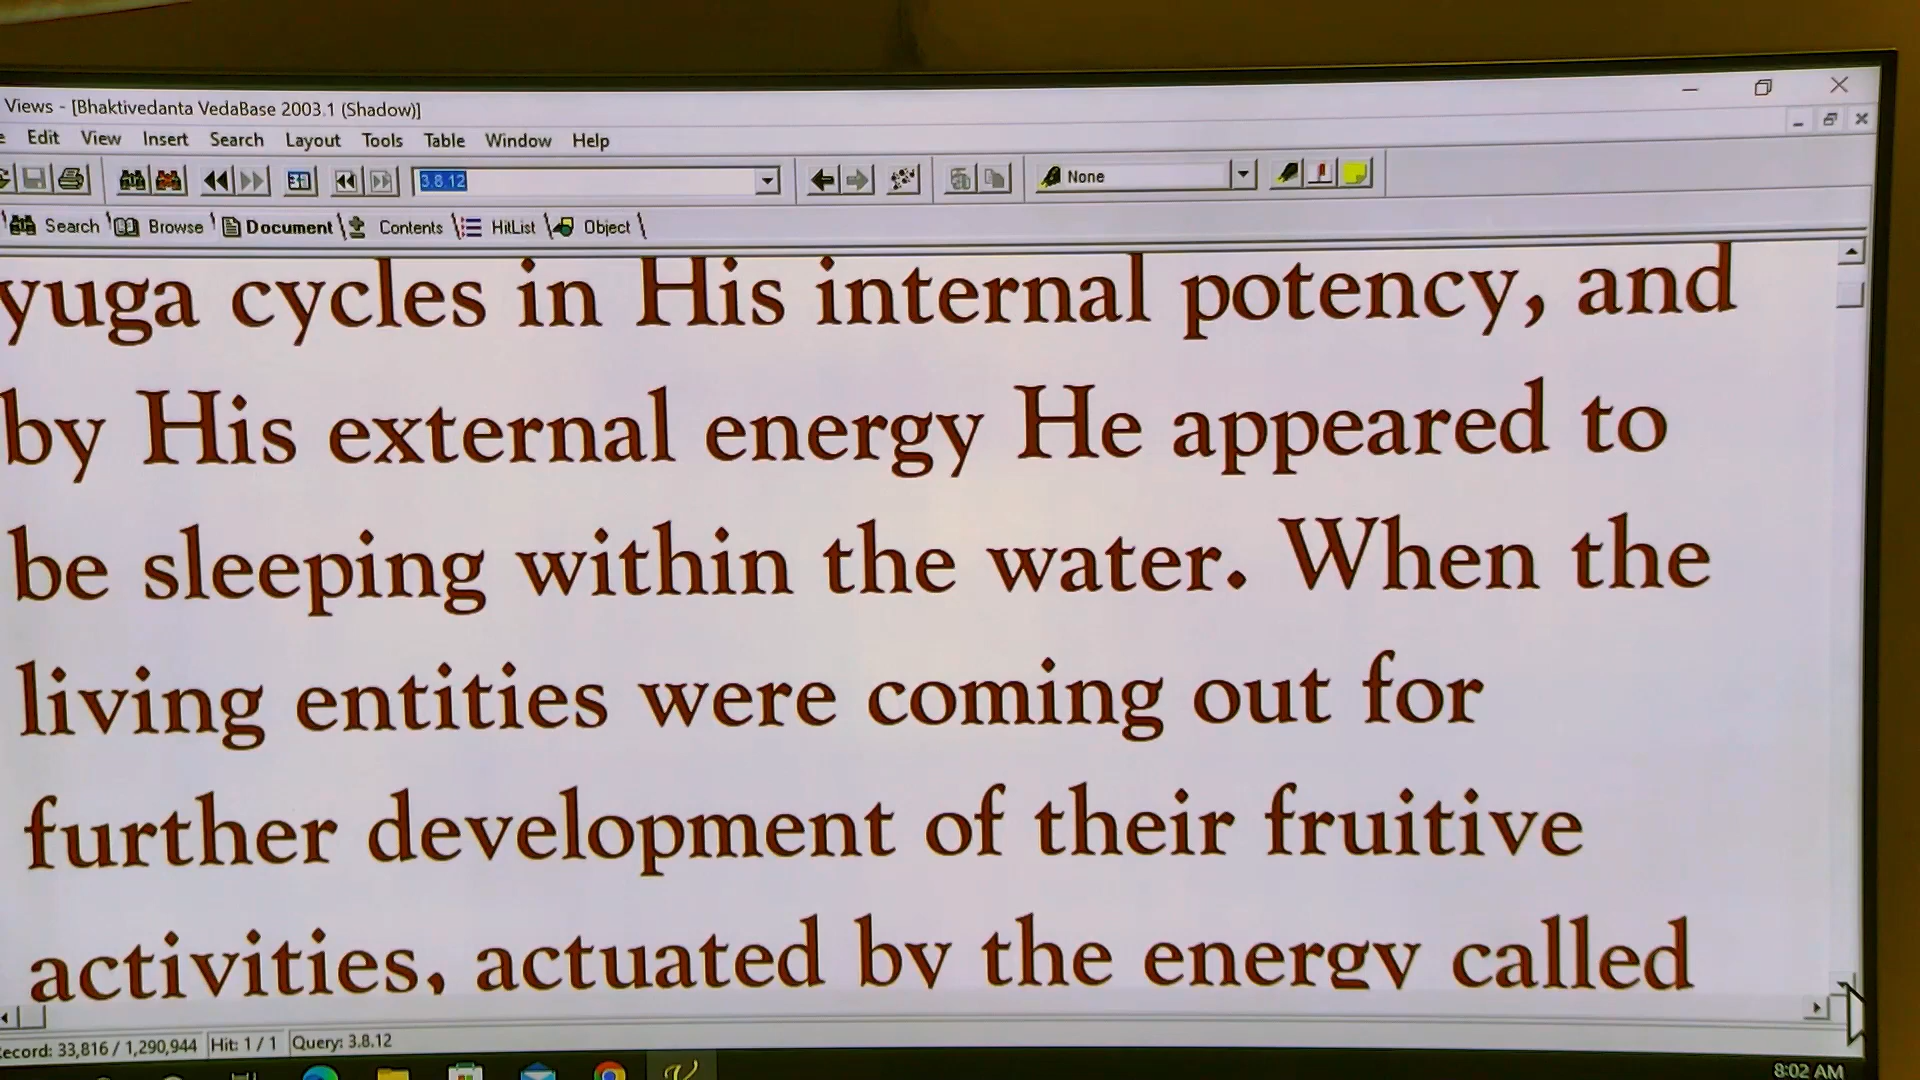 Views - [Bhaktivedanta VedaBase 2003.1 (Shadow)]
Edit View Insert Search Layout Tools Table Window Help
3.8.12 None
Search Browse Document Contents HitList Object
yuga cycles in His internal potency, and
by His external energy He appeared to
be sleeping within the water. When the
living entities were coming out for
further development of their fruitive
activities, actuated by the energy called
Record: 33,816 / 1,290,944 Hit: 1 / 1 Query: 3.8.12
8:02 AM